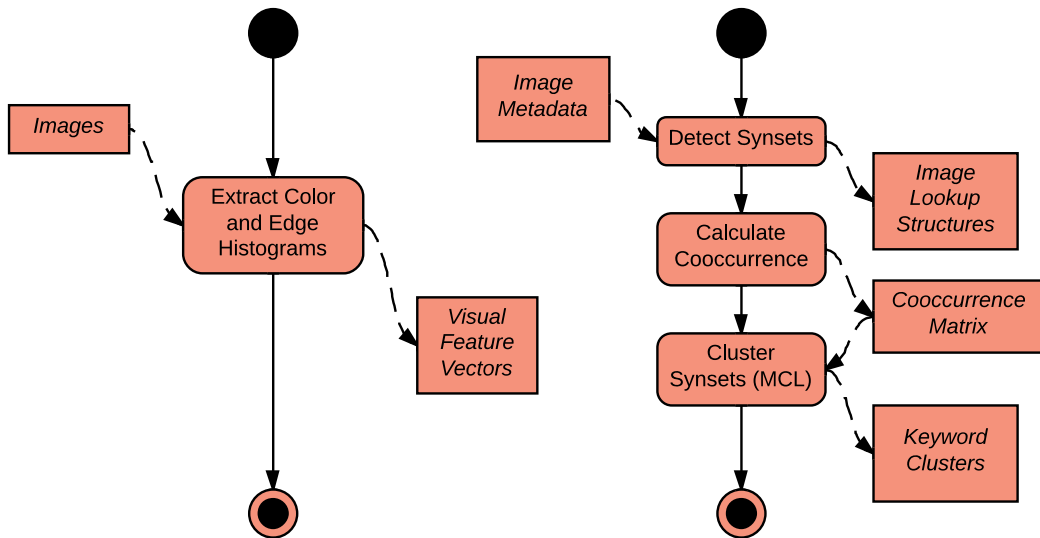 Images
Extract Color
and Edge
Histograms
Visual
Feature
Vectors
Image
Metadata
Detect Synsets
Image
Lookup
Structures
Calculate
Cooccurrence
Cooccurrence
Matrix
Cluster
Synsets (MCL)
Keyword
Clusters